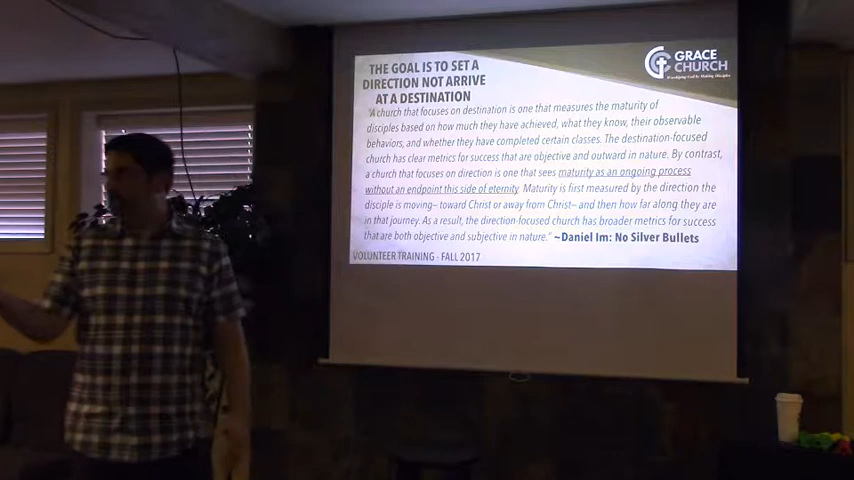 GRACE
CHURCH
THE GOAL IS TO SET A
DIRECTION NOT ARRIVE
AT A DESTINATION
"A church that focuses on destination is one that measures the maturity of
disciples based on how much they have achieved, what they know, their observable
behaviors, and whether they have completed certain classes. The destination-focused
church has clear metrics for success that are objective and outward in nature. By contrast,
a church that focuses on direction is one that sees maturity as an ongoing process
without an endpoint this side of eternity. Maturity is first measured by the direction the
disciple is moving—toward Christ or away from Christ—and then how far along they are
in that journey. As a result, the direction-focused church has broader metrics for success
that are both objective and subjective in nature." ~Daniel Im: No Silver Bullets
VOLUNTEER TRAINING · FALL 2017